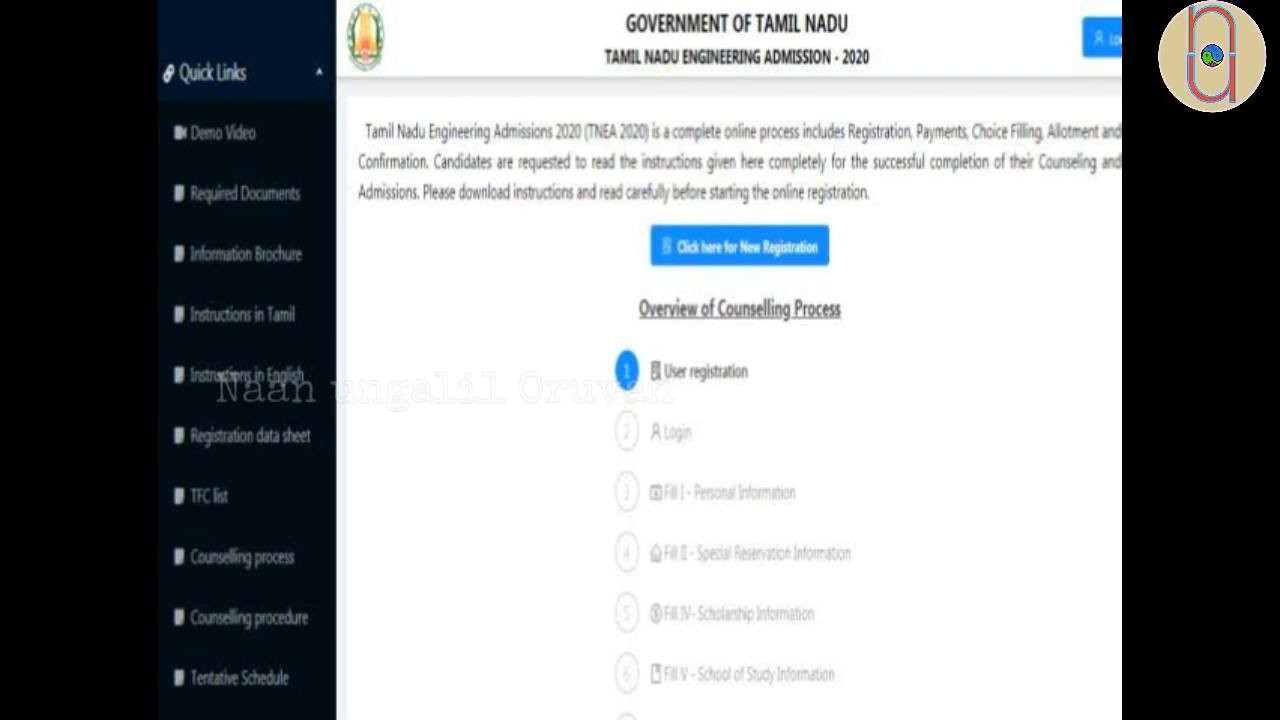 GOVERNMENT OF TAMIL NADU
TAMIL NADU ENGINEERING ADMISSION - 2020
Quick Links
Demo Video
Required Documents
Information Brochure
Instructions in Tamil
Instructions in English
Registration data sheet
TFC list
Counselling process
Counselling procedure
Tentative Schedule
Tamil Nadu Engineering Admissions 2020 (TNEA 2020) is a complete online process includes Registration, Payments, Choice Filling, Allotment and
Confirmation. Candidates are requested to read the instructions given here completely for the successful completion of their Counseling and
Admissions. Please download instructions and read carefully before starting the online registration.
Click here for New Registration
Overview of Counselling Process
1 User registration
2 Login
3 Fill I - Personal Information
4 Fill II - Special Reservation Information
5 Fill IV- Scholarship Information
6 Fill V - School of Study Information
Naan ungalil Oruvan